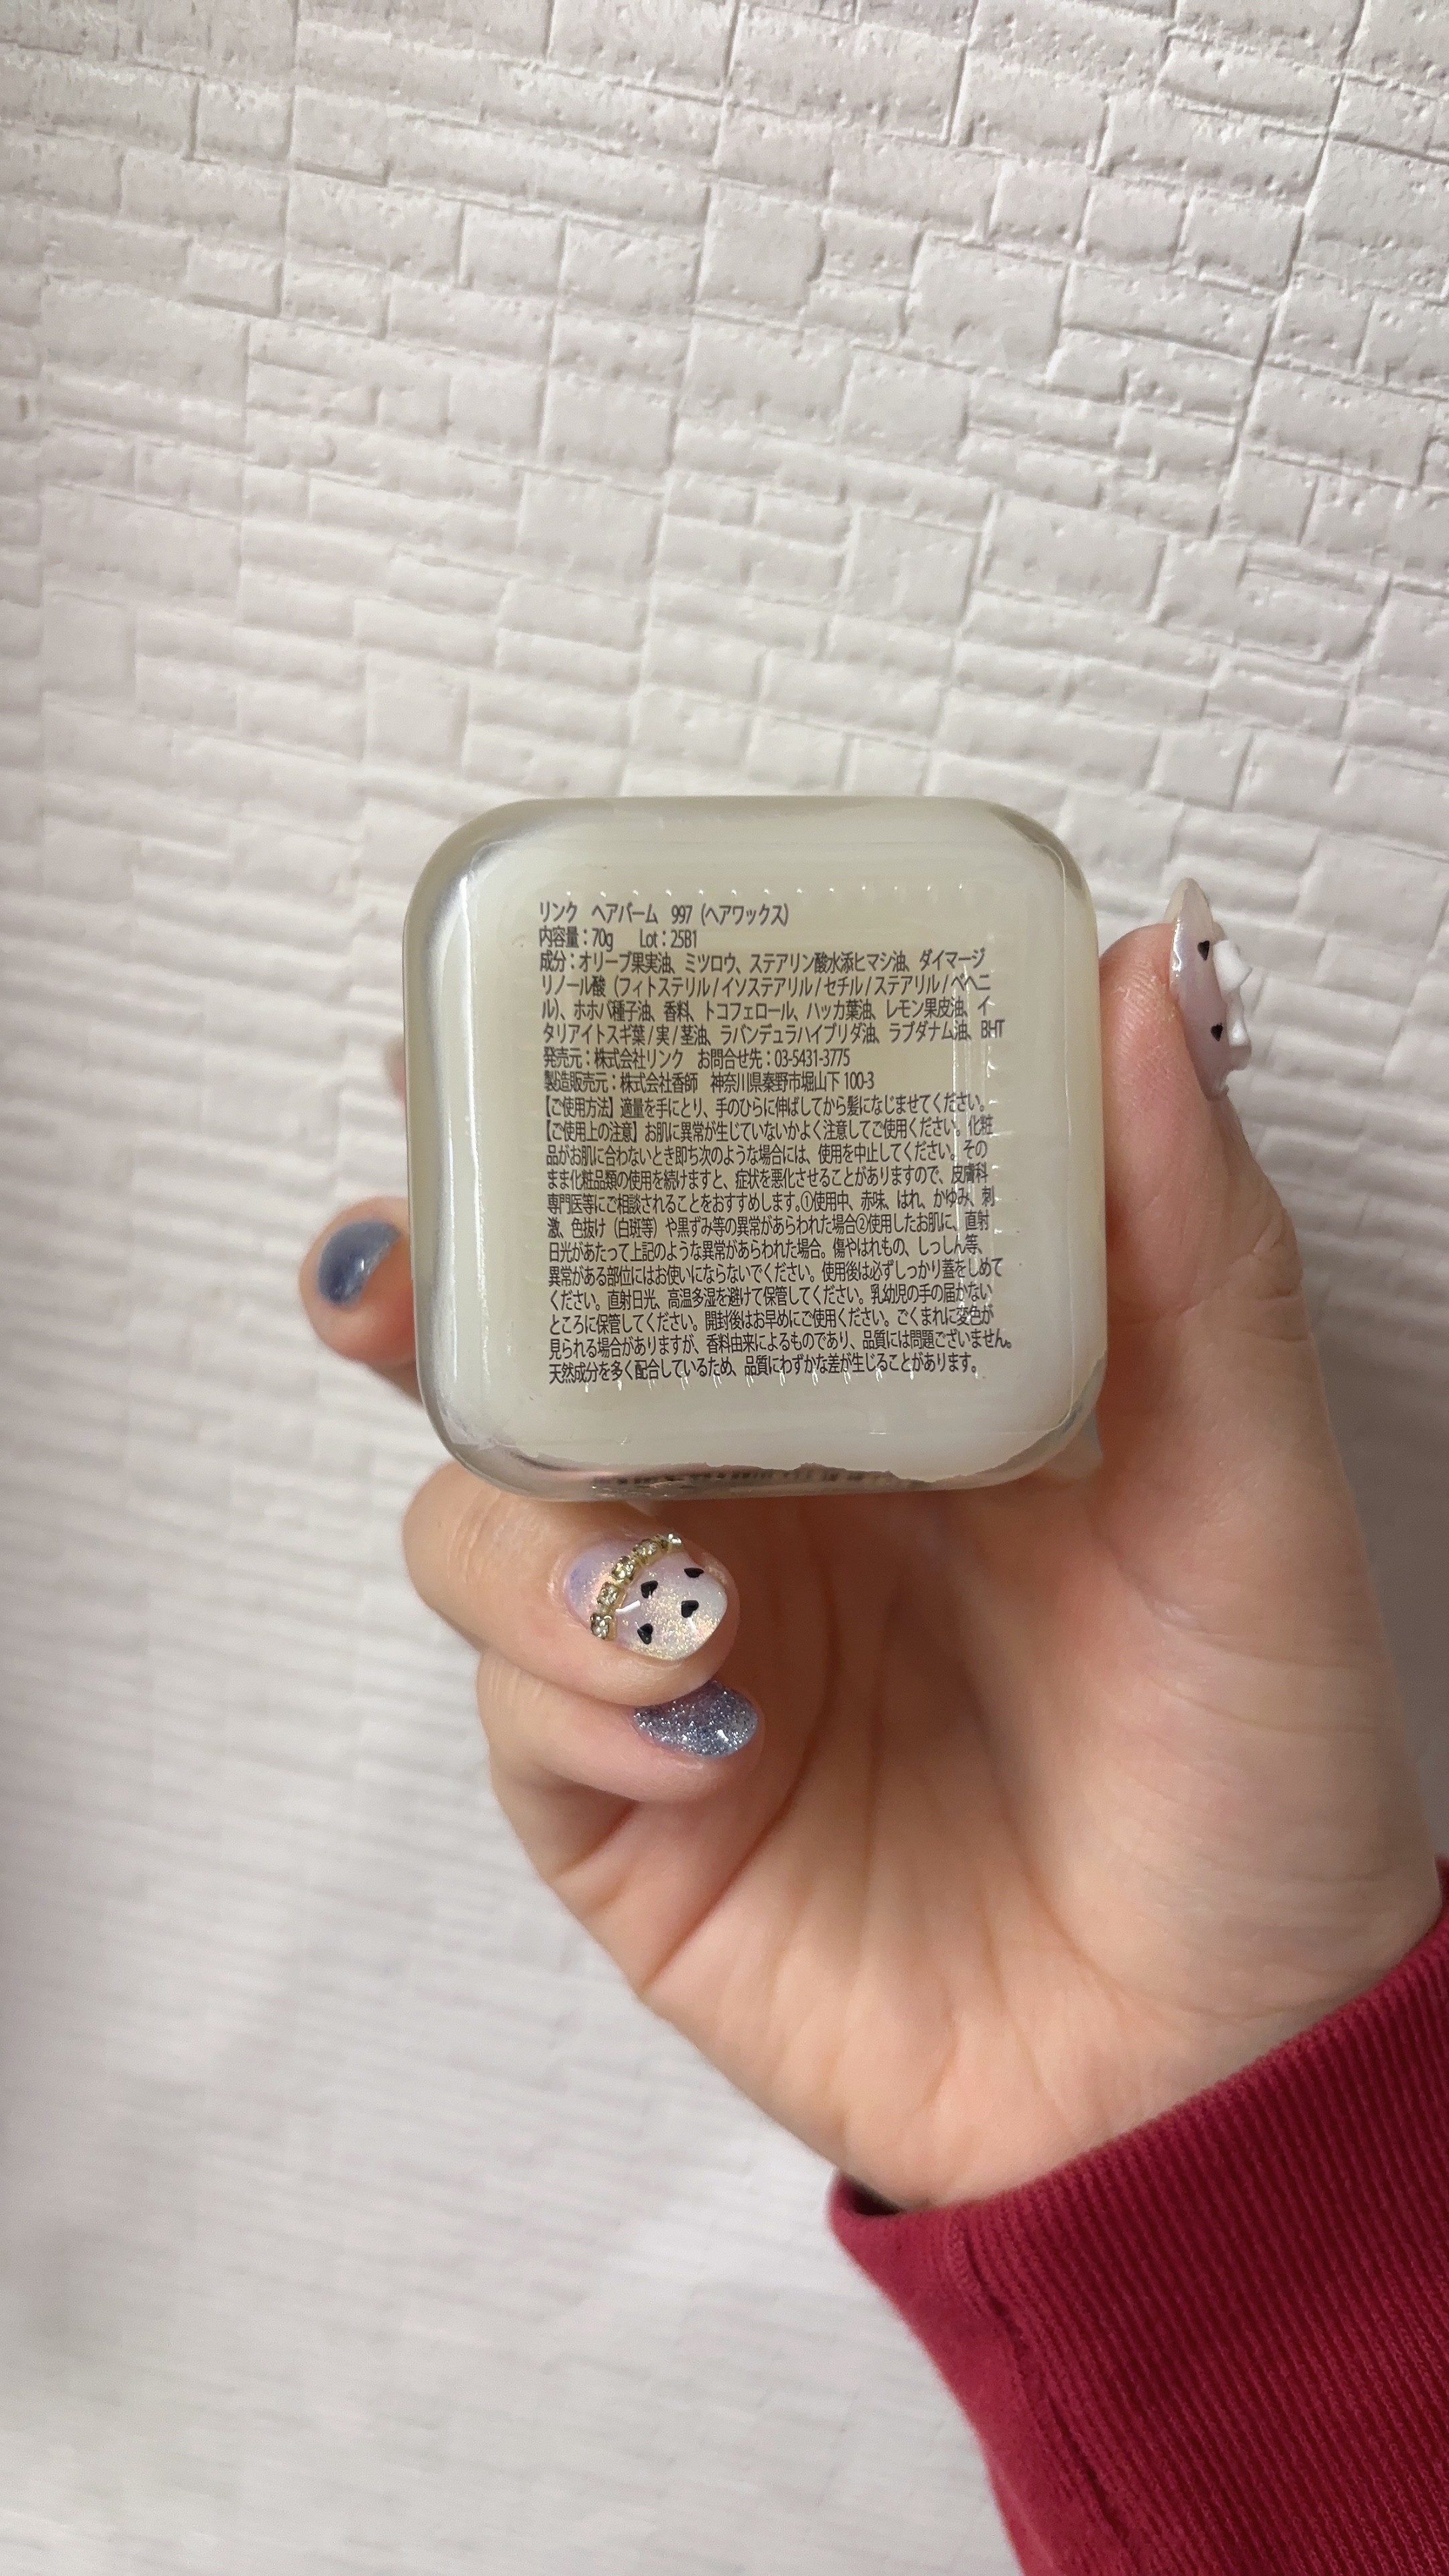 リンク ヘアバーム 997（ヘアワックス）
内容量：70g Lot：25B1
成分：オリーブ果実油、ミツロウ、ステアリン酸水添ヒマシ油、ダイマージ
リノール酸（フィトステリル/イソステアリル/セチル/ステアリル/ベヘニ
ル）、ホホバ種子油、香料、トコフェロール、ハッカ葉油、レモン果皮油、イ
タリアイトスギ葉/実/茎油、ラバンデュラハイブリダ油、ラブダナム油、BHT
発売元：株式会社リンク お問合せ先：03-5431-3775
製造販売元：株式会社香師 神奈川県秦野市堀山下100-3
【ご使用方法】適量を手にとり、手のひらに伸ばしてから髪になじませてください。
【ご使用上の注意】お肌に異常が生じていないかよく注意してご使用ください。化粧
品がお肌に合わないとき即ち次のような場合には、使用を中止してください。その
まま化粧品類の使用を続けますと、症状を悪化させることがありますので、皮膚科
専門医等にご相談されることをおすすめします。①使用中、赤味、はれ、かゆみ、刺
激、色抜け（白斑等）や黒ずみ等の異常があらわれた場合②使用したお肌に、直射
日光があたって上記のような異常があらわれた場合。傷やはれもの、しっしん等、
異常がある部位にはお使いにならないでください。使用後は必ずしっかり蓋をしめて
ください。直射日光、高温多湿を避けて保管してください。乳幼児の手の届かない
ところに保管してください。開封後はお早めにご使用ください。ごくまれに変色が
見られる場合がありますが、香料由来によるものであり、品質には問題ございません。
天然成分を多く配合しているため、品質にわずかな差が生じることがあります。